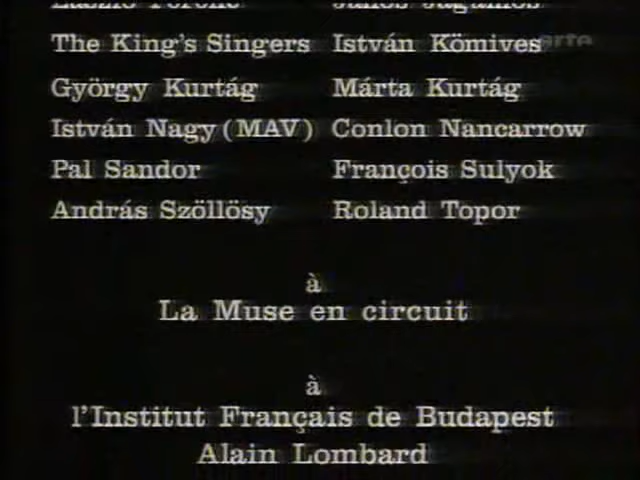 The King's Singers István Kömives
arte
György Kurtág Márta Kurtág
István Nagy (MAV) Conlon Nancarrow
Pal Sandor François Sulyok
András Szöllösy Roland Topor
à
La Muse en circuit
à
l'Institut Français de Budapest
Alain Lombard